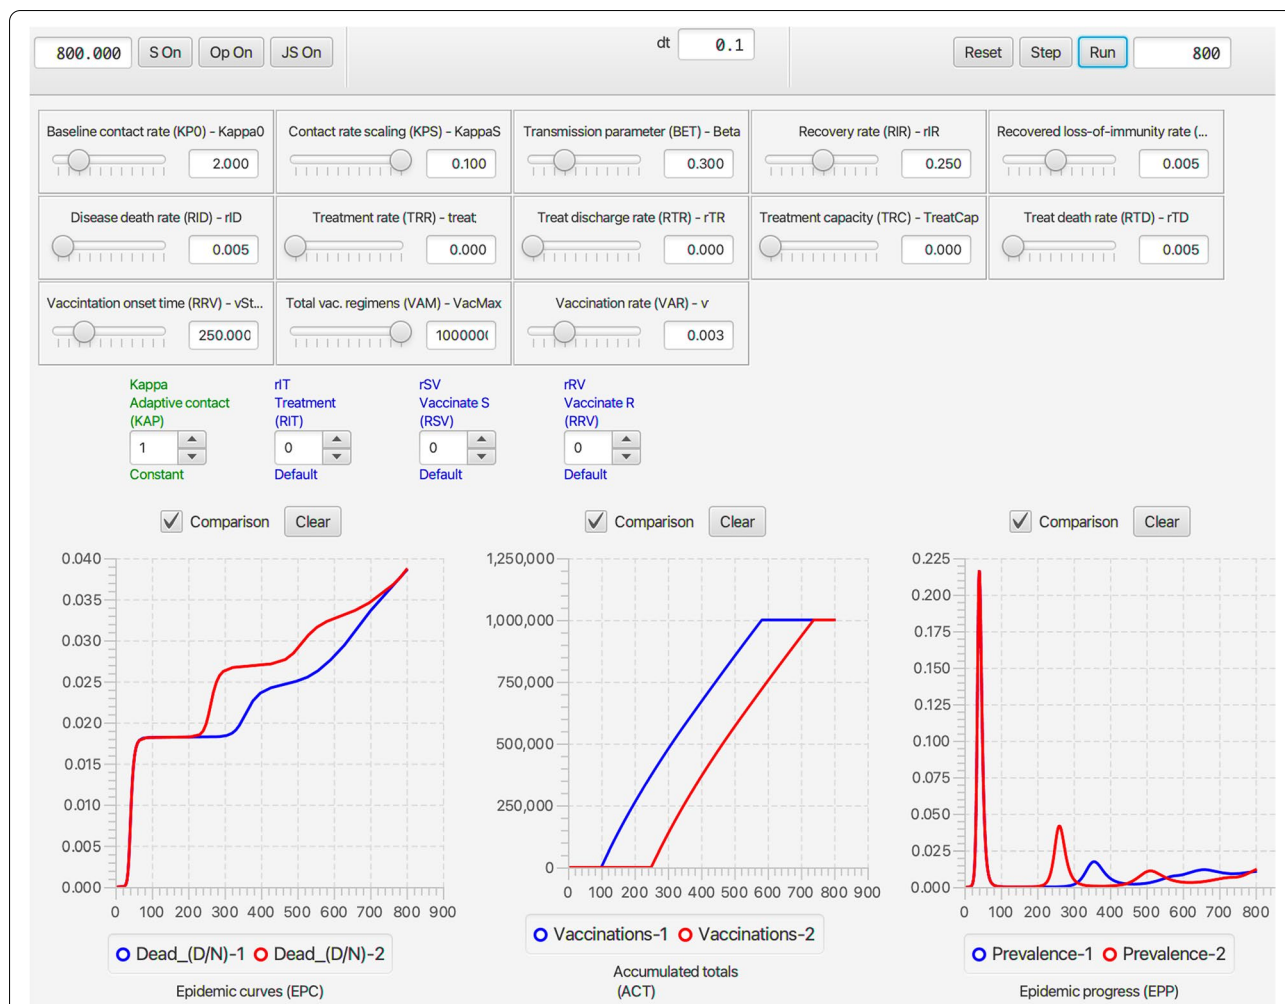 800.000 S On Op On JS On dt 0.1 Reset Step Run 800
Baseline contact rate (KP0) - Kappa0 Contact rate scaling (KPS) - KappaS Transmission parameter (BET) - Beta Recovery rate (RIR) - rIR Recovered loss-of-immunity rate (...
2.000 0.100 0.300 0.250 0.005
Disease death rate (RID) - rID Treatment rate (TRR) - treat Treat discharge rate (RTR) - rTR Treatment capacity (TRC) - TreatCap Treat death rate (RTD) - rTD
0.005 0.000 0.000 0.000 0.005
Vaccintation onset time (RRV) - vSt... Total vac. regimens (VAM) - VacMax Vaccination rate (VAR) - v
250.000 1000000 0.003
Kappa rIT rSV rRV
Adaptive contact Treatment Vaccinate S Vaccinate R
(KAP) (RIT) (RSV) (RRV)
1 0 0 0
Constant Default Default Default
Comparison Clear Comparison Clear Comparison Clear
0.040
0.035
0.030
0.025
0.020
0.015
0.010
0.005
0.000
0 100 200 300 400 500 600 700 800 900
Dead_(D/N)-1 Dead_(D/N)-2
Epidemic curves (EPC)
1,250,000
1,000,000
750,000
500,000
250,000
0
0 100 200 300 400 500 600 700 800 900
Vaccinations-1 Vaccinations-2
Accumulated totals
(ACT)
0.225
0.200
0.175
0.150
0.125
0.100
0.075
0.050
0.025
0.000
0 100 200 300 400 500 600 700 800
Prevalence-1 Prevalence-2
Epidemic progress (EPP)